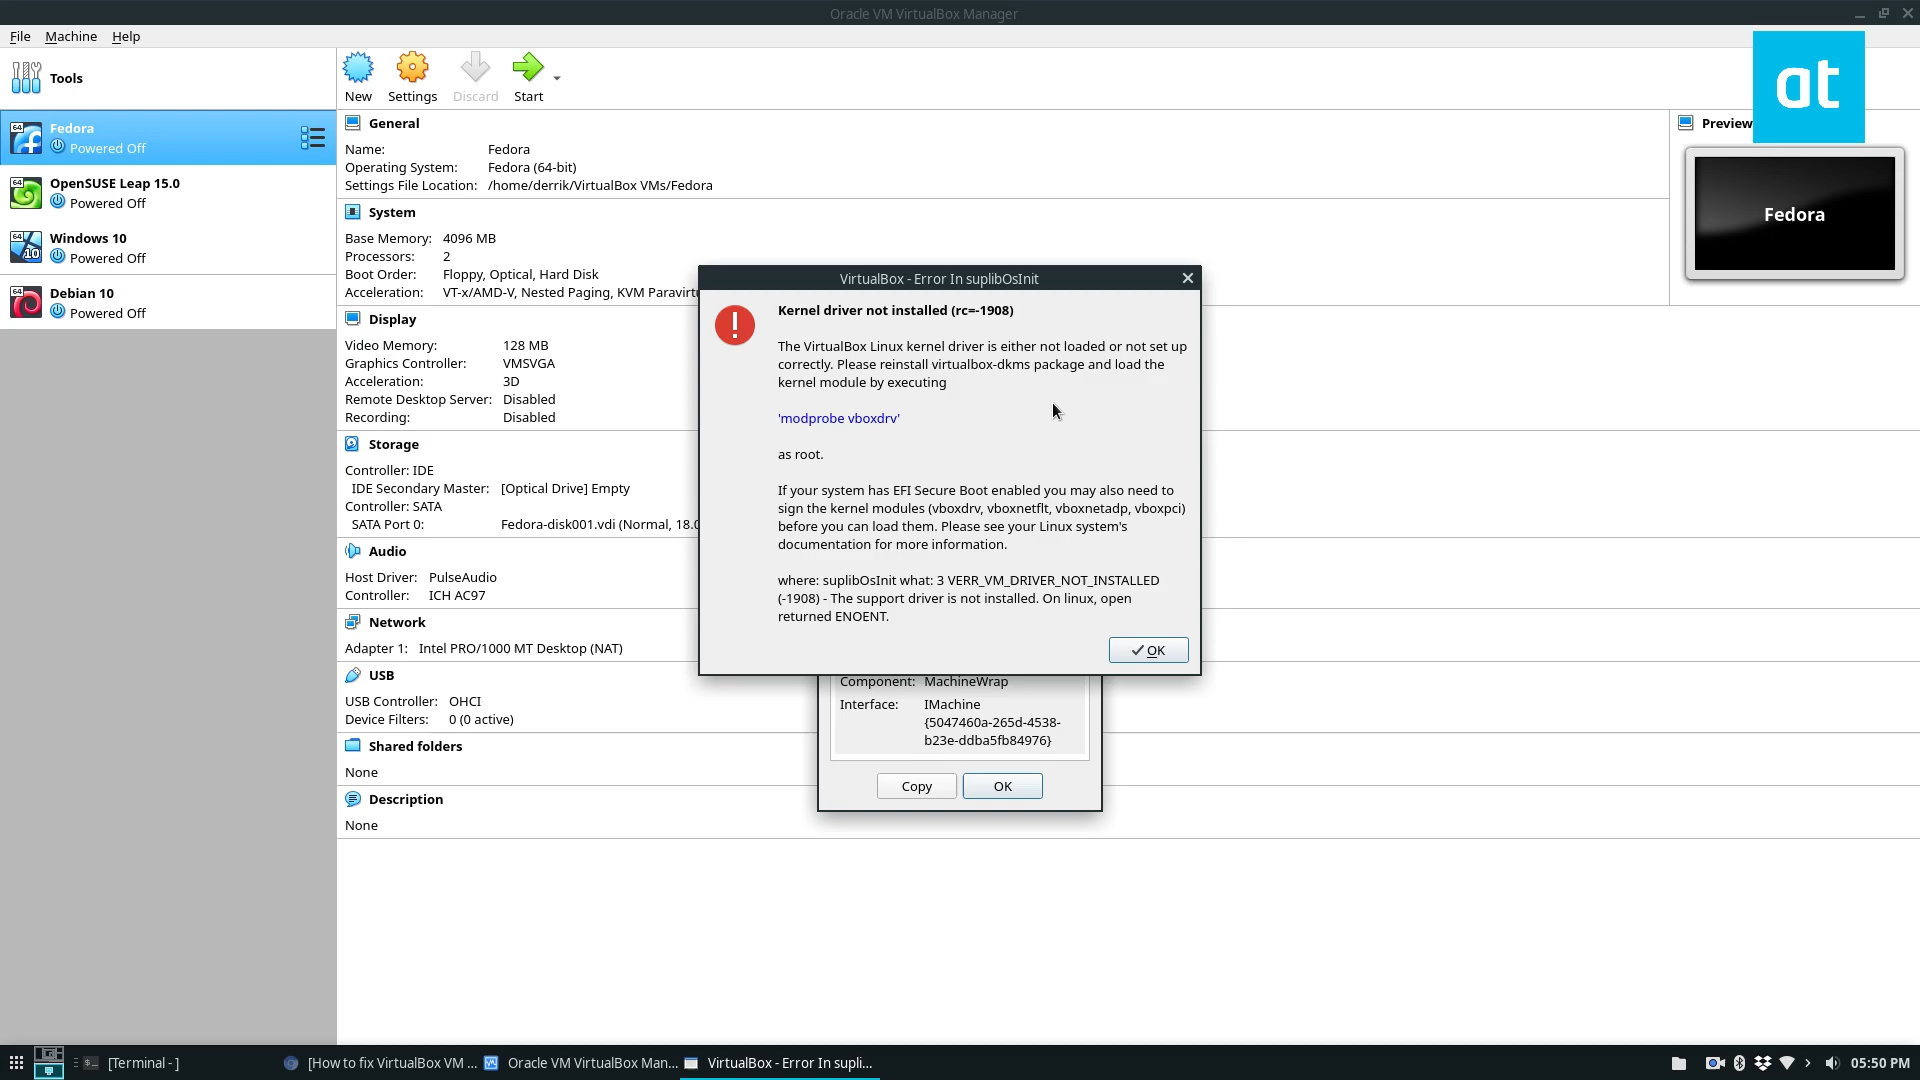 Oracle VM VirtualBox Manager
File Machine Help
Tools
New Settings Discard Start
at
64
Fedora
Powered Off
64
OpenSUSE Leap 15.0
Powered Off
64
10
Windows 10
Powered Off
64
Debian 10
Powered Off
General
Name: Fedora
Operating System: Fedora (64-bit)
Settings File Location: /home/derrik/VirtualBox VMs/Fedora
Preview
Fedora
System
Base Memory: 4096 MB
Processors: 2
Boot Order: Floppy, Optical, Hard Disk
Acceleration: VT-x/AMD-V, Nested Paging, KVM Paravirtu
Display
Video Memory: 128 MB
Graphics Controller: VMSVGA
Acceleration: 3D
Remote Desktop Server: Disabled
Recording: Disabled
Storage
Controller: IDE
IDE Secondary Master: [Optical Drive] Empty
Controller: SATA
SATA Port 0: Fedora-disk001.vdi (Normal, 18.0
Audio
Host Driver: PulseAudio
Controller: ICH AC97
Network
Adapter 1: Intel PRO/1000 MT Desktop (NAT)
USB
USB Controller: OHCI
Device Filters: 0 (0 active)
Shared folders
None
Description
None
VirtualBox - Error In suplibOsInit
Kernel driver not installed (rc=-1908)
The VirtualBox Linux kernel driver is either not loaded or not set up
correctly. Please reinstall virtualbox-dkms package and load the
kernel module by executing
'modprobe vboxdrv'
as root.
If your system has EFI Secure Boot enabled you may also need to
sign the kernel modules (vboxdrv, vboxnetflt, vboxnetadp, vboxpci)
before you can load them. Please see your Linux system's
documentation for more information.
where: suplibOsInit what: 3 VERR_VM_DRIVER_NOT_INSTALLED
(-1908) - The support driver is not installed. On linux, open
returned ENOENT.
OK
Component: MachineWrap
Interface: IMachine
{5047460a-265d-4538-
b23e-ddba5fb84976}
Copy OK
[Terminal - ] [How to fix VirtualBox VM ... Oracle VM VirtualBox Man... VirtualBox - Error In supli... 05:50 PM